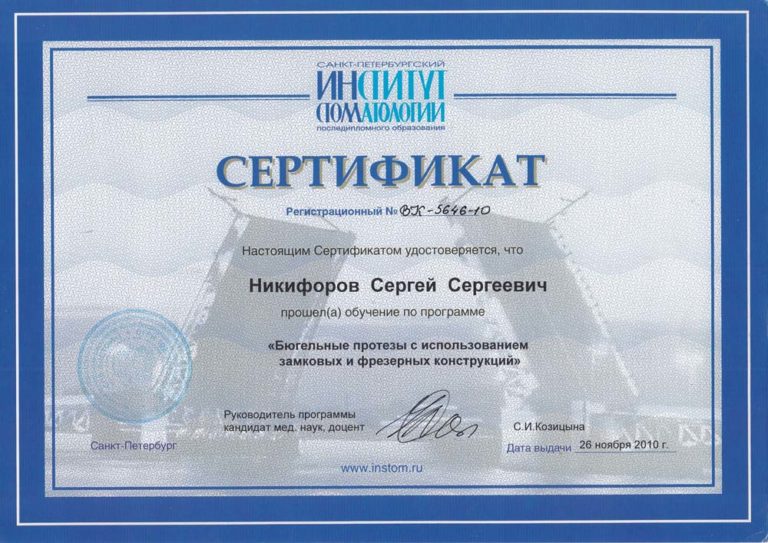 САНКТ-ПЕТЕРБУРГСКИЙ
ИНСТИТУТ
СТОМАТОЛОГИИ
последипломного образования
СЕРТИФИКАТ
Регистрационный № ВК-5646-10
Настоящим Сертификатом удостоверяется, что
Никифоров Сергей Сергеевич
прошел(а) обучение по программе
«Бюгельные протезы с использованием
замковых и фрезерных конструкций»
Руководитель программы
кандидат мед. наук, доцент
С.И.Козицына
Санкт-Петербург
Дата выдачи 26 ноября 2010 г.
www.instom.ru